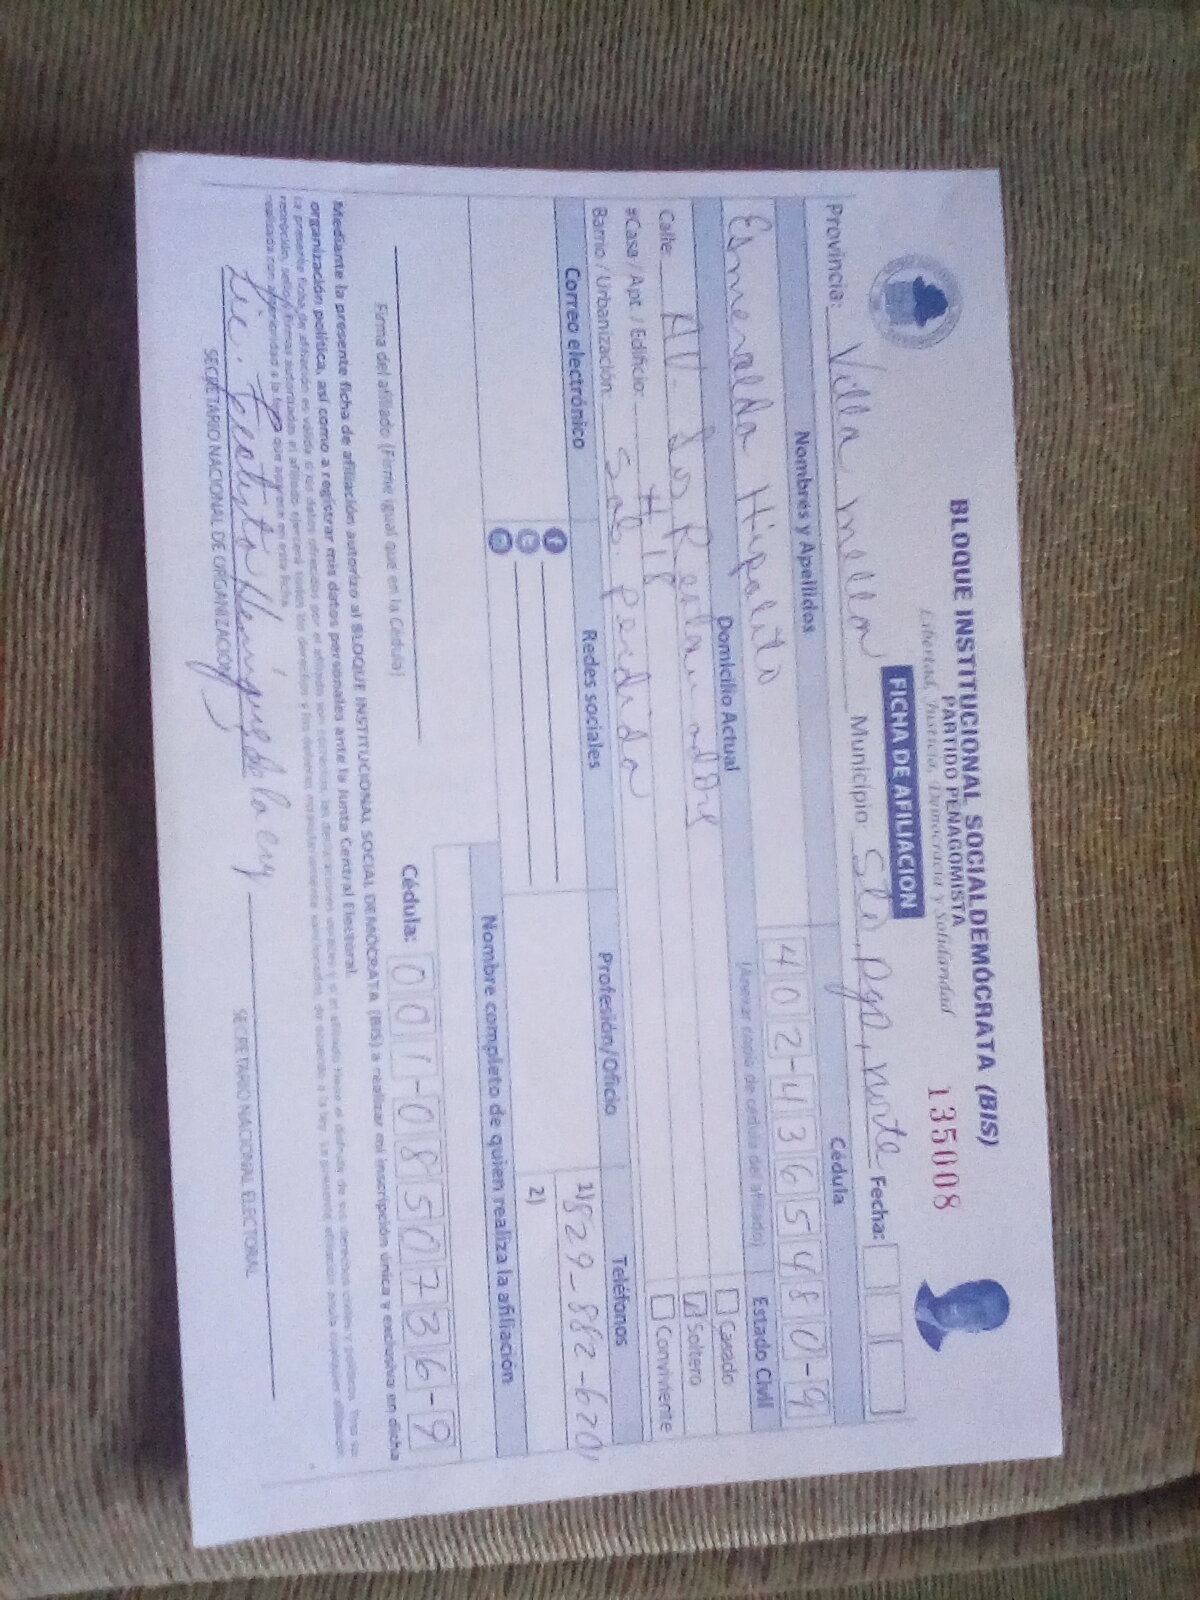 BLOQUE INSTITUCIONAL SOCIALDEMÓCRATA (BIS)
PARTIDO PEÑAGOMISTA
Libertad, Justicia, Democracia y Solidaridad
135008
FICHA DE AFILIACIÓN
Provincia: Villa mella Municipio: Sto. Dgo, norte Fecha:
Nombres y Apellidos Cédula
Esmeralda Hipolito 402-4365480-9
Domicilio Actual (Anexar copia de cédula del afiliado) Estado Civil
Calle: AV. Los Restauradores Casado
#Casa / Apt. / Edificio: #18 Soltero
Barrio / Urbanización: Sab. perdida Conviviente
Correo electrónico Redes sociales Profesión/Oficio Teléfonos
1) 829-882-6201
2)
Nombre completo de quien realiza la afiliación
Firma del afiliado (Firme igual que en la Cédula)
Cédula: 001-0850736-9
Mediante la presente ficha de afiliación autorizo al BLOQUE INSTITUCIONAL SOCIAL DEMÓCRATA (BIS) a realizar mi inscripción única y exclusiva en dicha
organización política, así como a registrar mis datos personales ante la Junta Central Electoral.
SECRETARIO NACIONAL DE ORGANIZACIÓN SECRETARIO NACIONAL ELECTORAL